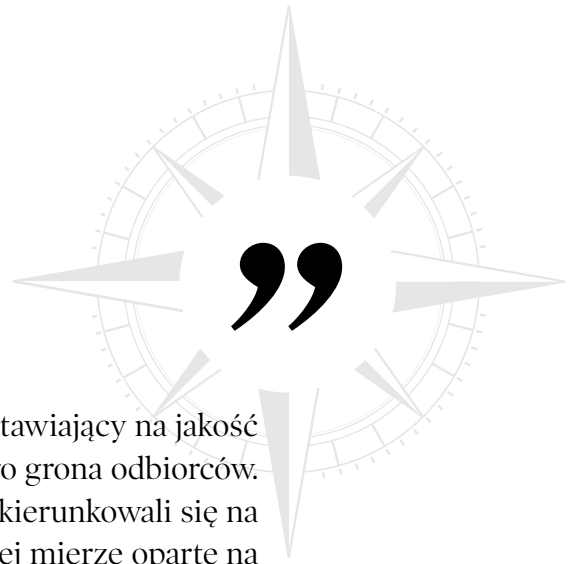 ”
tawiający na jakość
o grona odbiorców.
kierunkowali się na
ej mierze oparte na